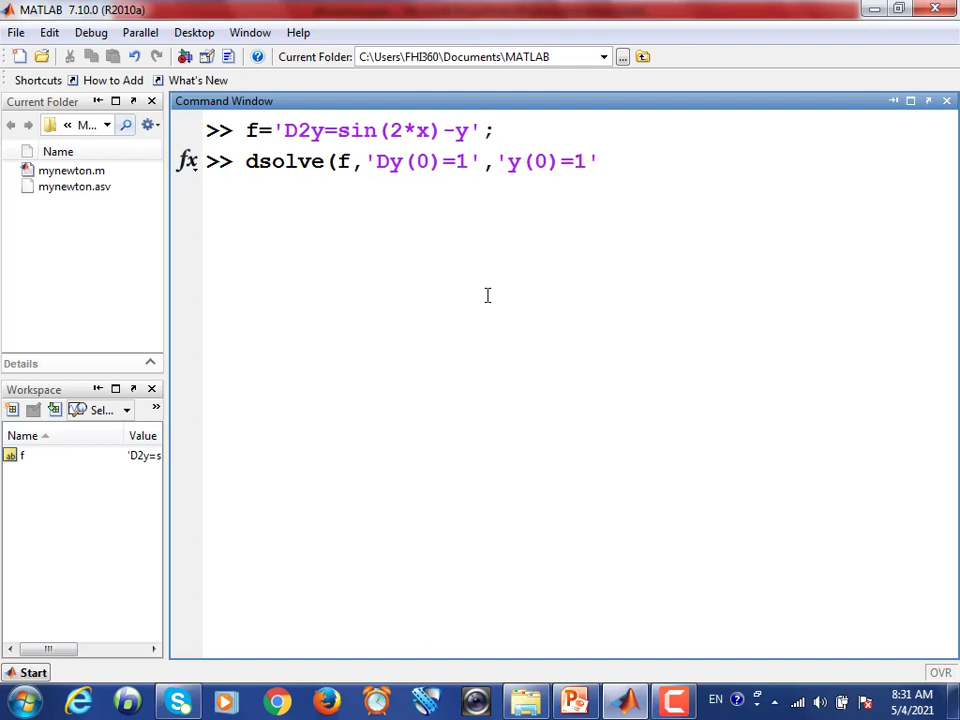 MATLAB 7.10.0 (R2010a)
File Edit Debug Parallel Desktop Window Help
Current Folder: C:\Users\FHI360\Documents\MATLAB
Shortcuts How to Add What's New
Current Folder
« M...
Name
mynewton.m
mynewton.asv
Details
Workspace
Sel... »
Name Value
f 'D2y=s
Command Window
>> f='D2y=sin(2*x)-y';
fx >> dsolve(f,'Dy(0)=1','y(0)=1'
Start
OVR
EN
8:31 AM
5/4/2021